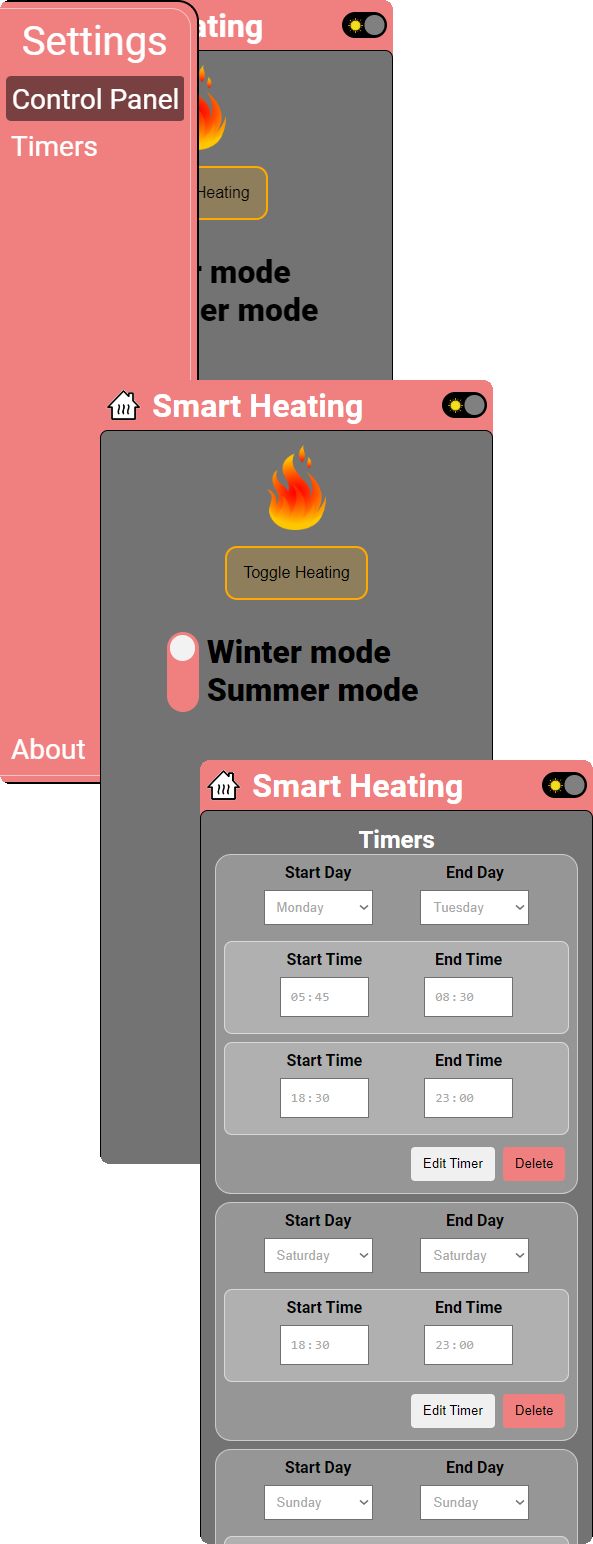 Settings
Control Panel
Timers
About
ating
Heating
mode
er mode
Smart Heating
Toggle Heating
Winter mode
Summer mode
Smart Heating
Timers
Start Day End Day
Monday Tuesday
Start Time End Time
05:45 08:30
Start Time End Time
18:30 23:00
Edit Timer Delete
Start Day End Day
Saturday Saturday
Start Time End Time
18:30 23:00
Edit Timer Delete
Start Day End Day
Sunday Sunday